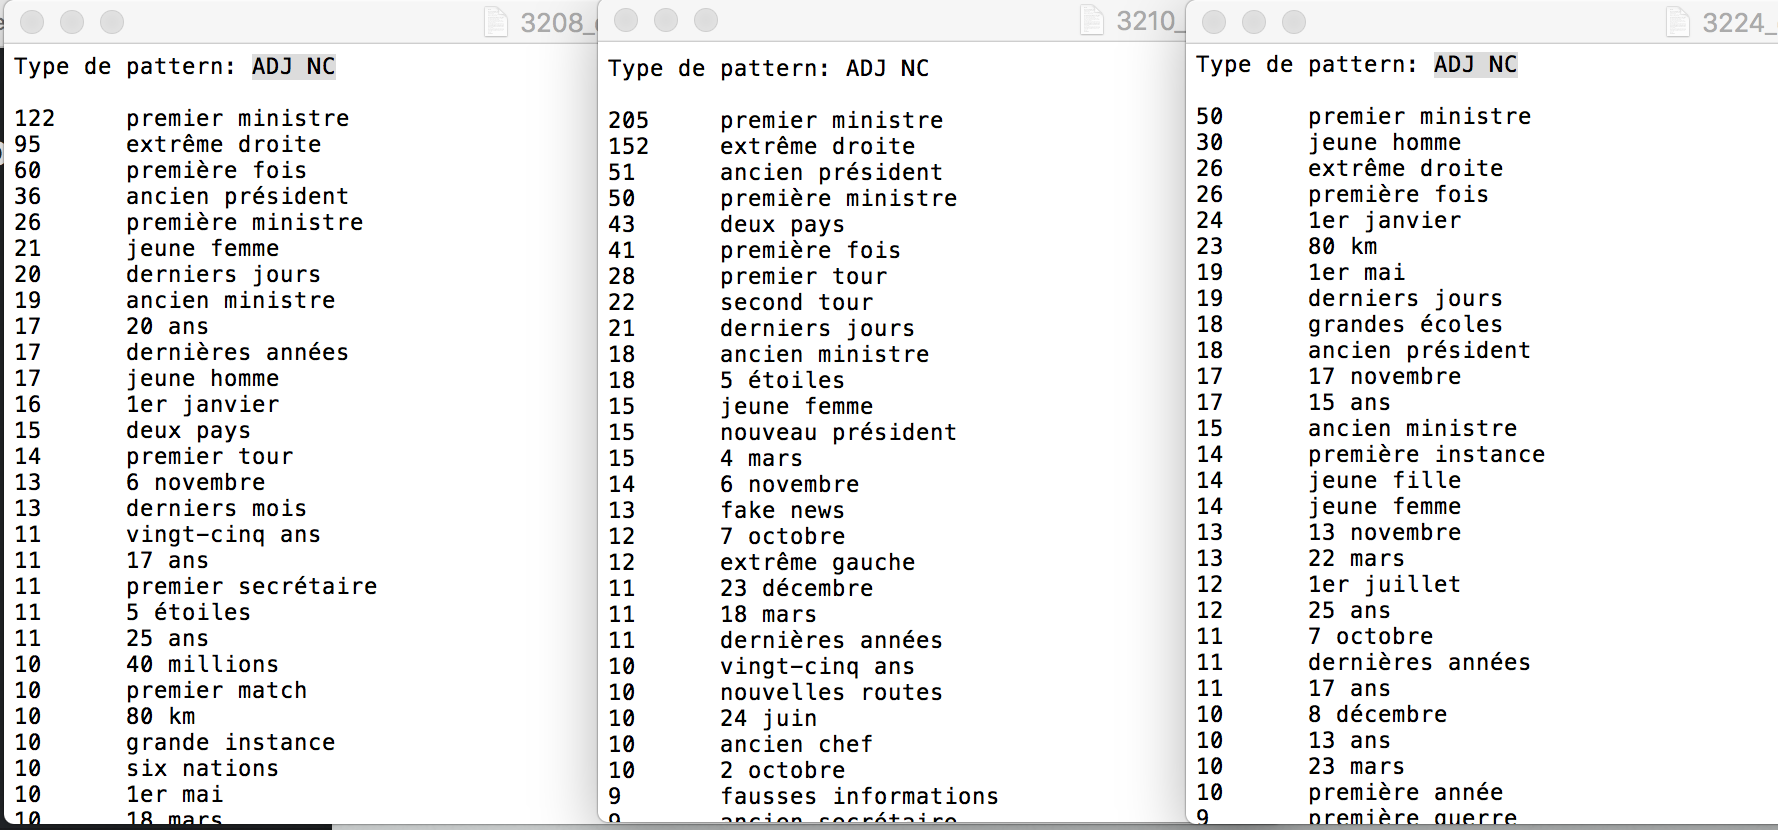 3208_
Type de pattern: ADJ NC
122 premier ministre
95 extrême droite
60 première fois
36 ancien président
26 première ministre
21 jeune femme
20 derniers jours
19 ancien ministre
17 20 ans
17 dernières années
17 jeune homme
16 1er janvier
15 deux pays
14 premier tour
13 6 novembre
13 derniers mois
11 vingt-cinq ans
11 17 ans
11 premier secrétaire
11 5 étoiles
11 25 ans
10 40 millions
10 premier match
10 80 km
10 grande instance
10 six nations
10 1er mai
10 18 mars
3210_
Type de pattern: ADJ NC
205 premier ministre
152 extrême droite
51 ancien président
50 première ministre
43 deux pays
41 première fois
28 premier tour
22 second tour
21 derniers jours
18 ancien ministre
18 5 étoiles
15 jeune femme
15 nouveau président
15 4 mars
14 6 novembre
13 fake news
12 7 octobre
12 extrême gauche
11 23 décembre
11 18 mars
11 dernières années
10 vingt-cinq ans
10 nouvelles routes
10 24 juin
10 ancien chef
10 2 octobre
9 fausses informations
9 ancien secrétaire
3224_
Type de pattern: ADJ NC
50 premier ministre
30 jeune homme
26 extrême droite
26 première fois
24 1er janvier
23 80 km
19 1er mai
19 derniers jours
18 grandes écoles
18 ancien président
17 17 novembre
17 15 ans
15 ancien ministre
14 première instance
14 jeune fille
14 jeune femme
13 13 novembre
13 22 mars
12 1er juillet
12 25 ans
11 7 octobre
11 dernières années
11 17 ans
10 8 décembre
10 13 ans
10 23 mars
10 première année
9 première guerre